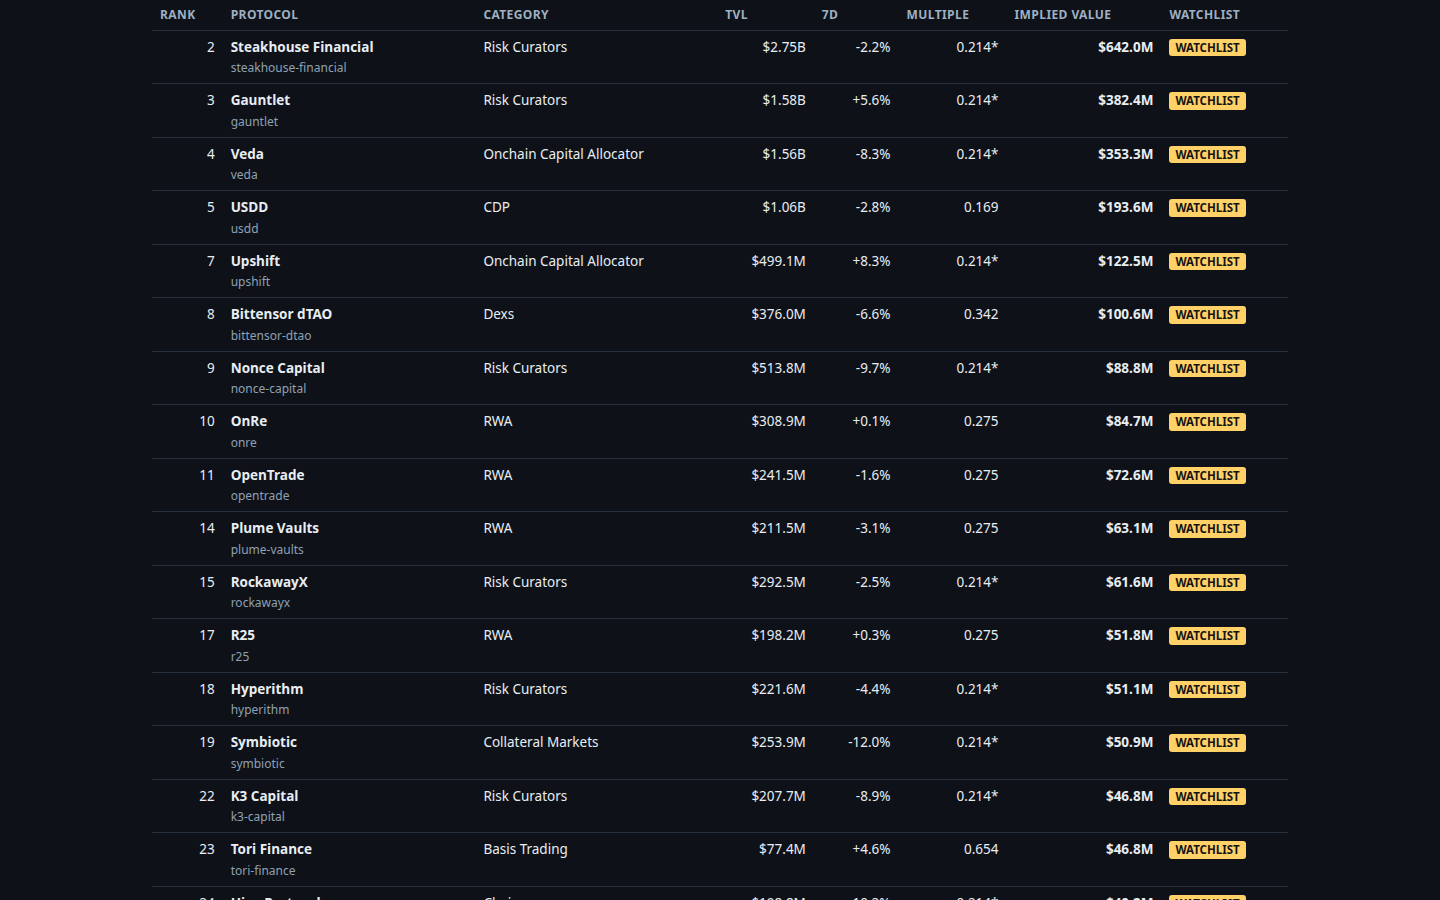 RANK PROTOCOL CATEGORY TVL 7D MULTIPLE IMPLIED VALUE WATCHLIST
2 Steakhouse Financial Risk Curators $2.75B -2.2% 0.214* $642.0M WATCHLIST
steakhouse-financial
3 Gauntlet Risk Curators $1.58B +5.6% 0.214* $382.4M WATCHLIST
gauntlet
4 Veda Onchain Capital Allocator $1.56B -8.3% 0.214* $353.3M WATCHLIST
veda
5 USDD CDP $1.06B -2.8% 0.169 $193.6M WATCHLIST
usdd
7 Upshift Onchain Capital Allocator $499.1M +8.3% 0.214* $122.5M WATCHLIST
upshift
8 Bittensor dTAO Dexs $376.0M -6.6% 0.342 $100.6M WATCHLIST
bittensor-dtao
9 Nonce Capital Risk Curators $513.8M -9.7% 0.214* $88.8M WATCHLIST
nonce-capital
10 OnRe RWA $308.9M +0.1% 0.275 $84.7M WATCHLIST
onre
11 OpenTrade RWA $241.5M -1.6% 0.275 $72.6M WATCHLIST
opentrade
14 Plume Vaults RWA $211.5M -3.1% 0.275 $63.1M WATCHLIST
plume-vaults
15 RockawayX Risk Curators $292.5M -2.5% 0.214* $61.6M WATCHLIST
rockawayx
17 R25 RWA $198.2M +0.3% 0.275 $51.8M WATCHLIST
r25
18 Hyperithm Risk Curators $221.6M -4.4% 0.214* $51.1M WATCHLIST
hyperithm
19 Symbiotic Collateral Markets $253.9M -12.0% 0.214* $50.9M WATCHLIST
symbiotic
22 K3 Capital Risk Curators $207.7M -8.9% 0.214* $46.8M WATCHLIST
k3-capital
23 Tori Finance Basis Trading $77.4M +4.6% 0.654 $46.8M WATCHLIST
tori-finance